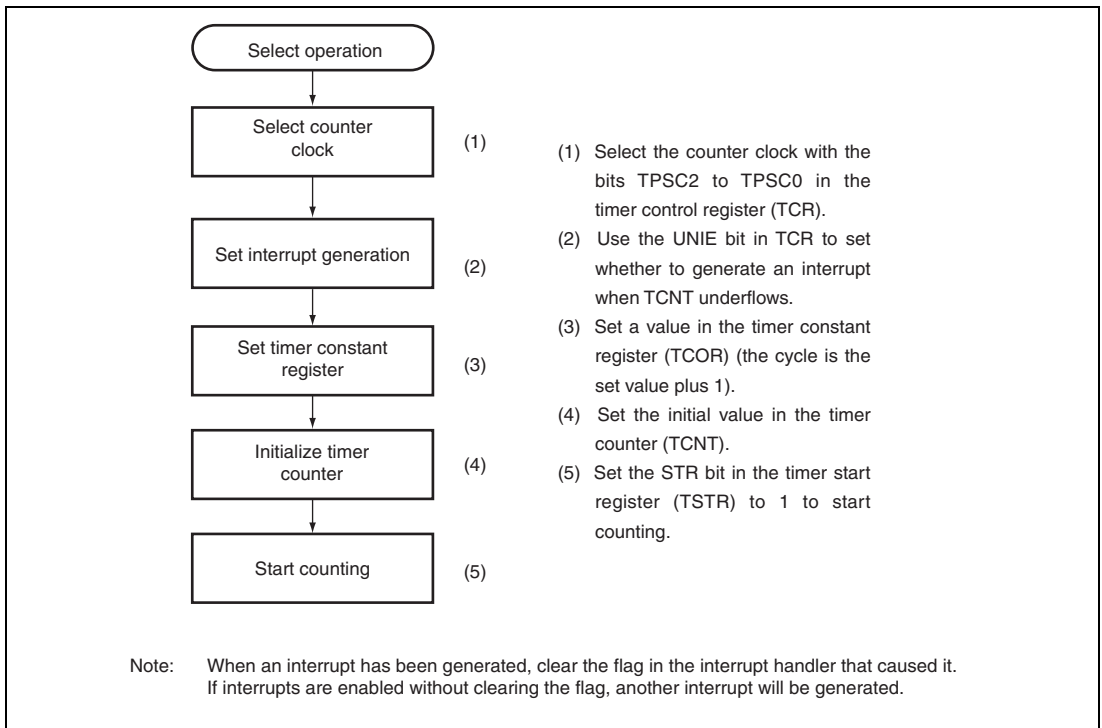 Select operation
Select counter
clock
(1)
Set interrupt generation
(2)
Set timer constant
register
(3)
Initialize timer
counter
(4)
Start counting
(5)
(1) Select the counter clock with the
bits TPSC2 to TPSC0 in the
timer control register (TCR).
(2) Use the UNIE bit in TCR to set
whether to generate an interrupt
when TCNT underflows.
(3) Set a value in the timer constant
register (TCOR) (the cycle is the
set value plus 1).
(4) Set the initial value in the timer
counter (TCNT).
(5) Set the STR bit in the timer start
register (TSTR) to 1 to start
counting.
Note: When an interrupt has been generated, clear the flag in the interrupt handler that caused it.
If interrupts are enabled without clearing the flag, another interrupt will be generated.